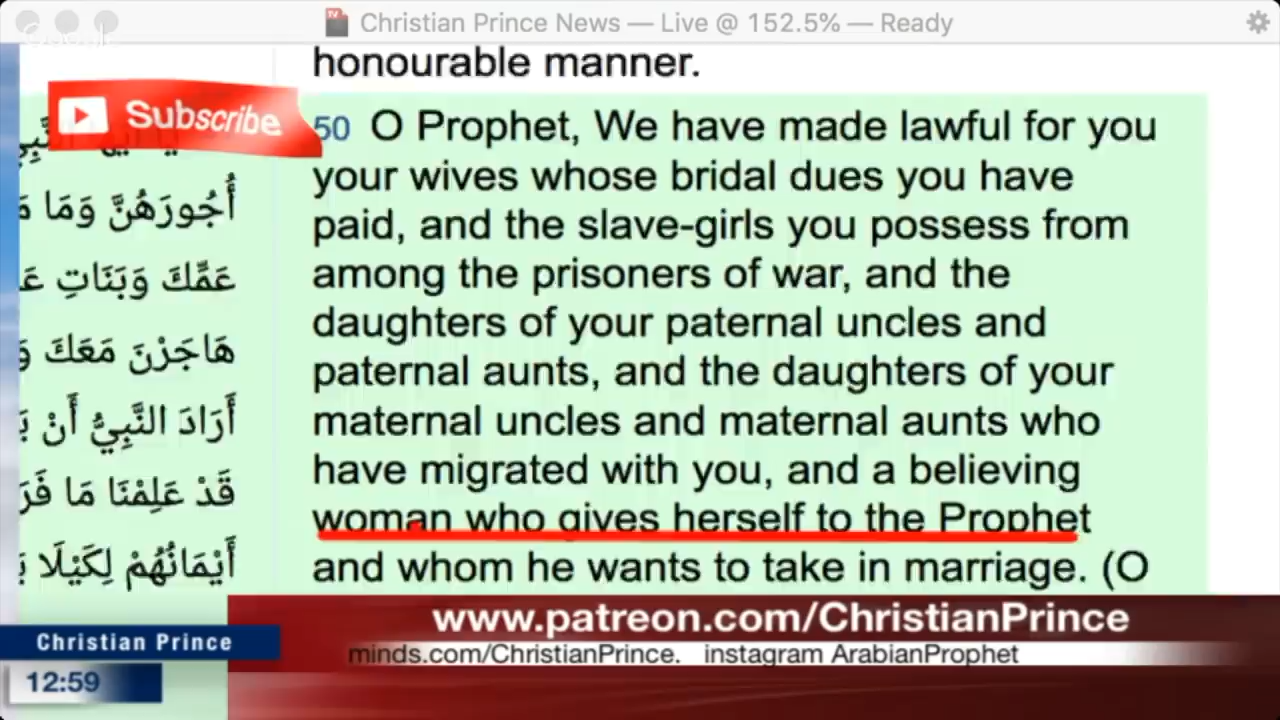 Christian Prince News — Live @ 152.5% — Ready
Google
honourable manner.
Subscribe
50 O Prophet, We have made lawful for you
your wives whose bridal dues you have
paid, and the slave-girls you possess from
among the prisoners of war, and the
daughters of your paternal uncles and
paternal aunts, and the daughters of your
maternal uncles and maternal aunts who
have migrated with you, and a believing
woman who gives herself to the Prophet
and whom he wants to take in marriage. (O
أُجُورَهُنَّ وَمَا
عَمِّكَ وَبَنَاتِ
هَاجَرْنَ مَعَكَ
أَرَادَ النَّبِيُّ أَنْ
قَدْ عَلِمْنَا مَا
أَيْمَانُهُمْ لِكَيْلَا
www.patreon.com/ChristianPrince
Christian Prince
minds.com/ChristianPrince. instagram ArabianProphet
12:59